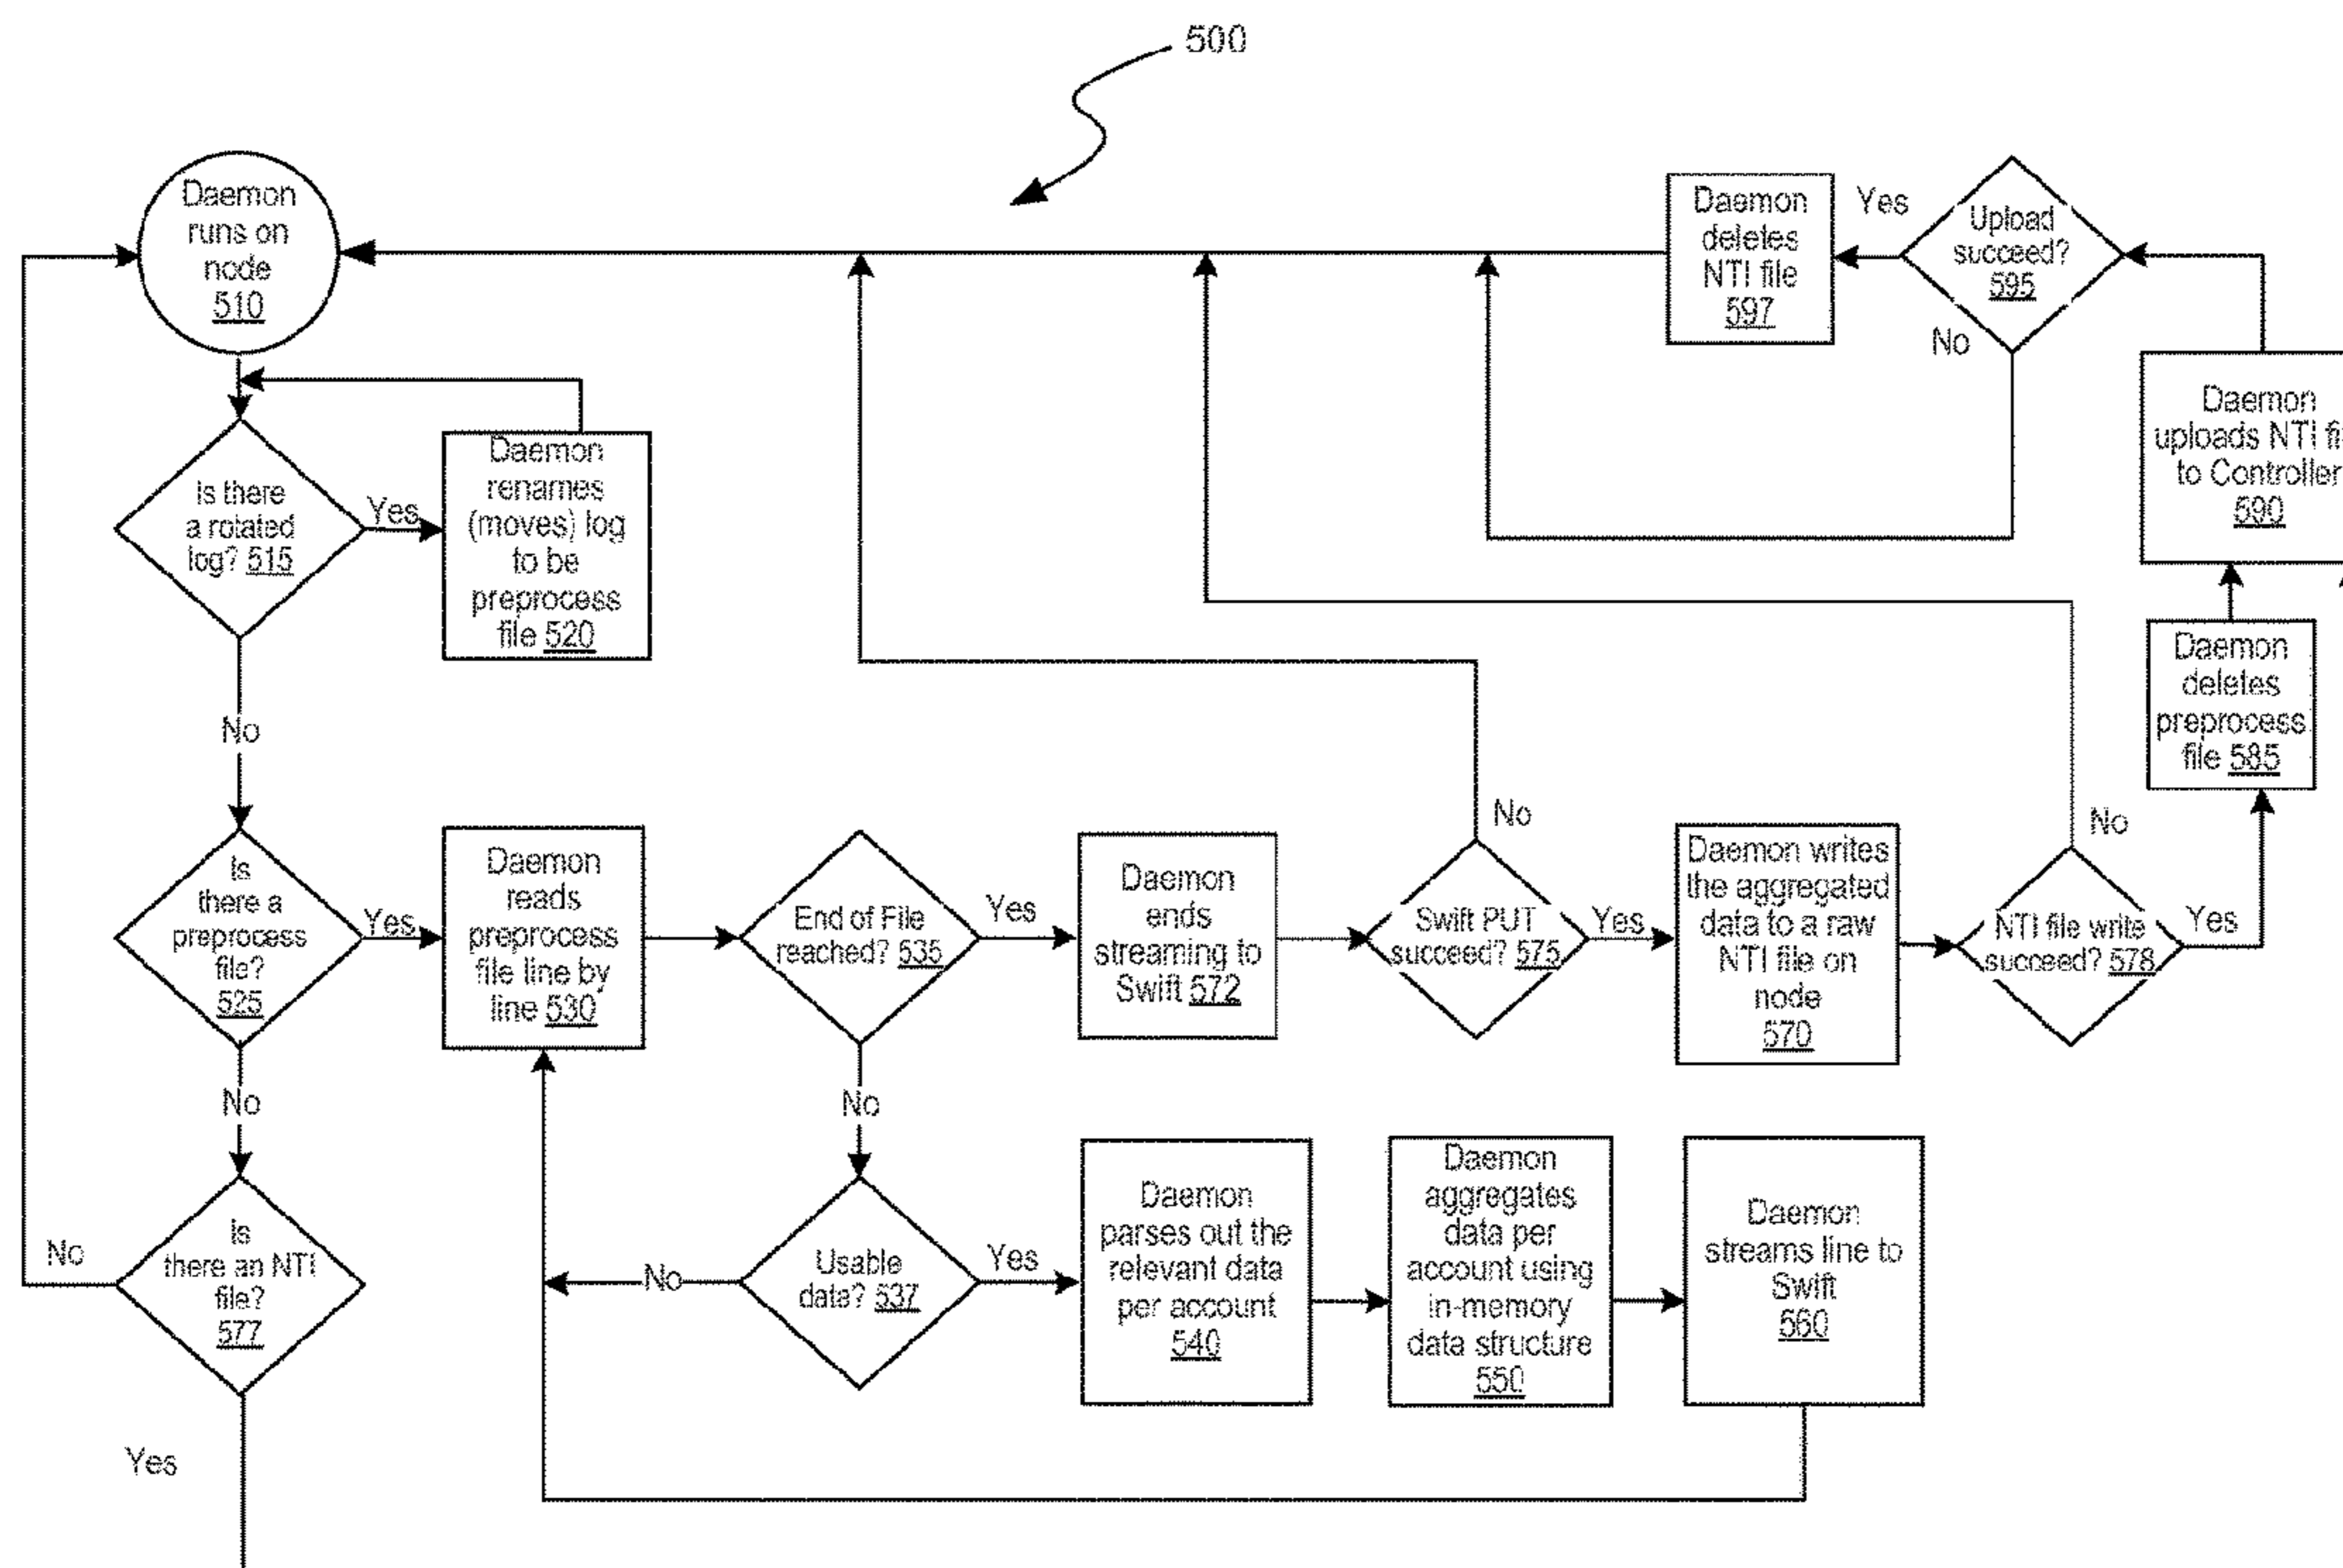 500
Daemon
runs on
node
510
Daemon
deletes
NTI file
597
Yes
Upload
succeed?
595
No
Is there
a rotated
log? 515
Yes
Daemon
renames
(moves) log
to be
preprocess
file 520
Daemon
uploads NTI fi
to Controller
590
Daemon
deletes
preprocess
file 585
No
Is
there a
preprocess
file?
525
Yes
Daemon
reads
preprocess
file line by
line 530
End of File
reached? 535
Yes
Daemon
ends
streaming to
Swift 572
No
Swift PUT
succeed? 575
Yes
Daemon writes
the aggregated
data to a raw
NTI file on
node
570
No
NTI file write
succeed? 578
Yes
No
No
Is
there an NTI
file?
577
No
Yes
No
Usable
data? 537
Yes
Daemon
parses out the
relevant data
per account
540
Daemon
aggregates
data per
account using
in-memory
data structure
550
Daemon
streams line to
Swift
560